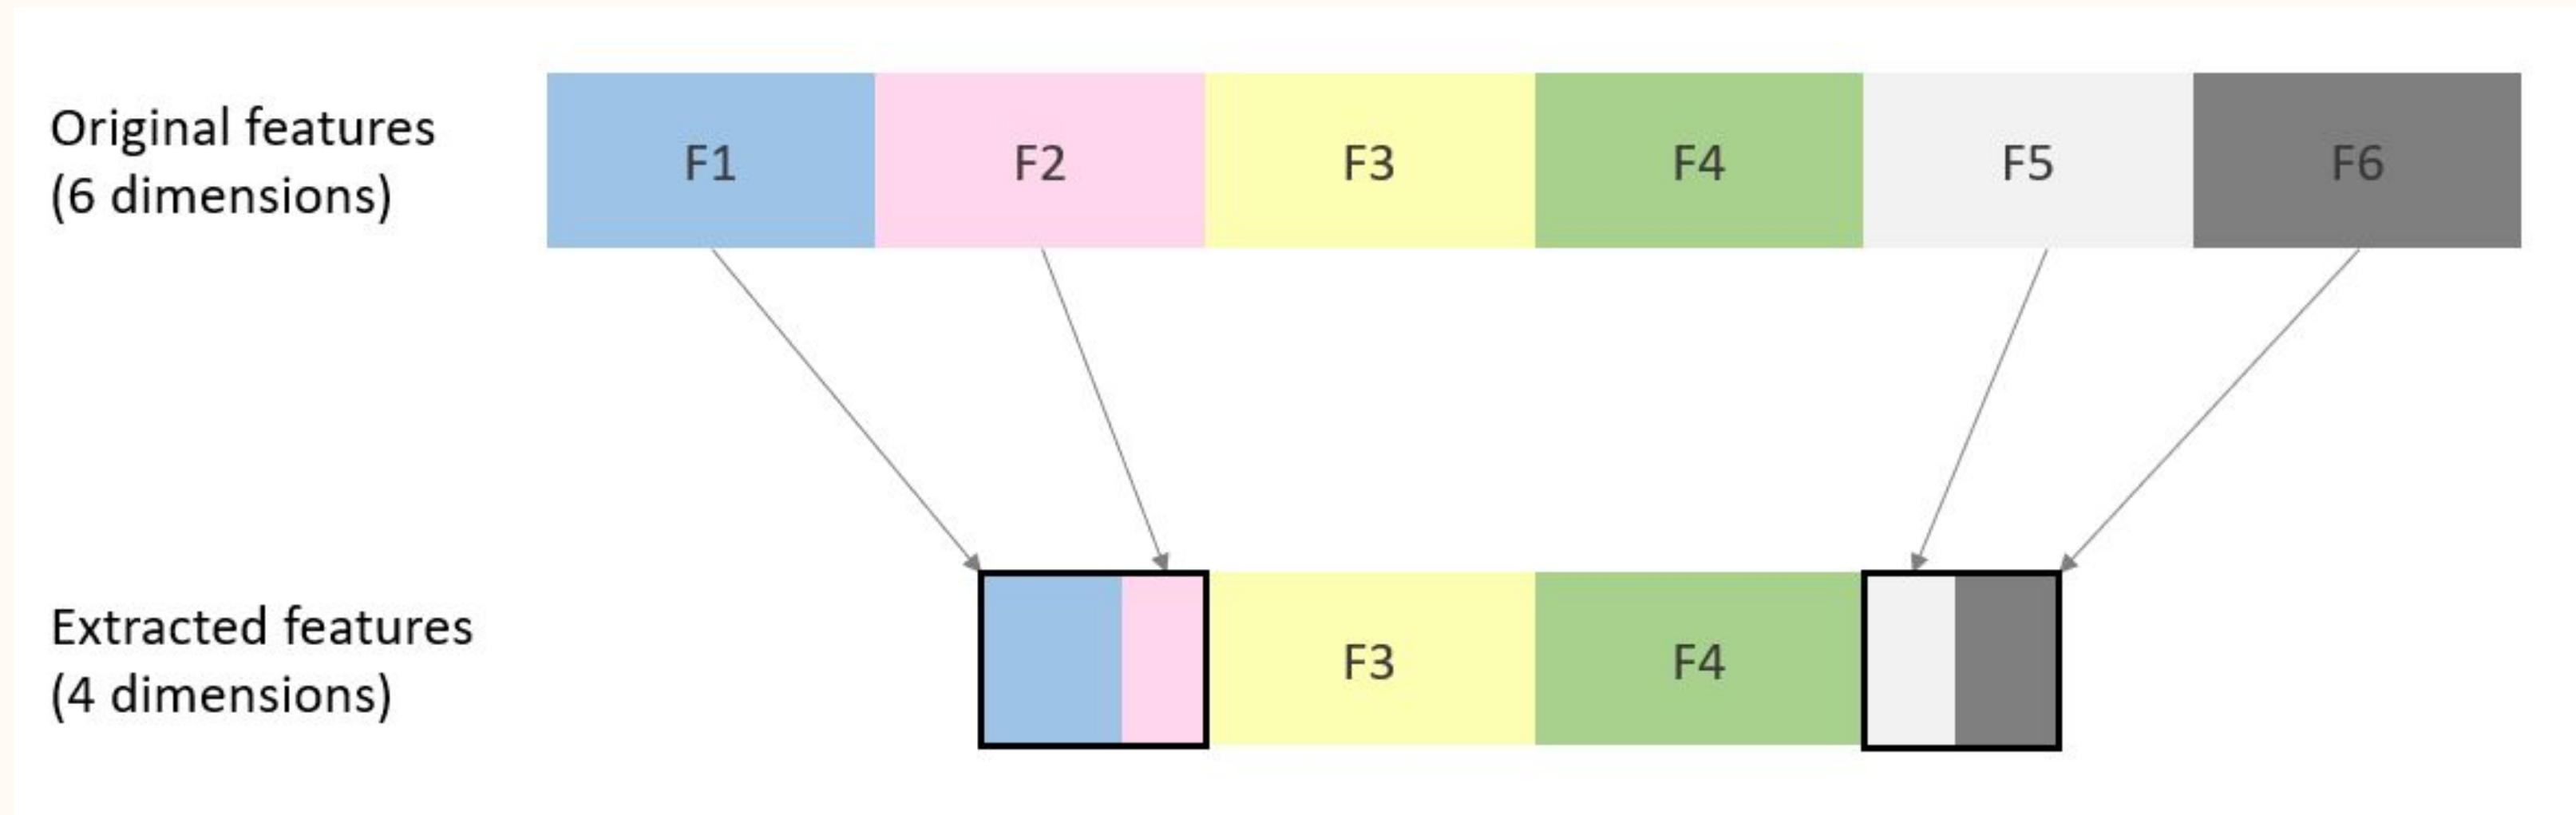 Original features
(6 dimensions)
F1 F2 F3 F4 F5 F6
Extracted features
(4 dimensions)
F3 F4